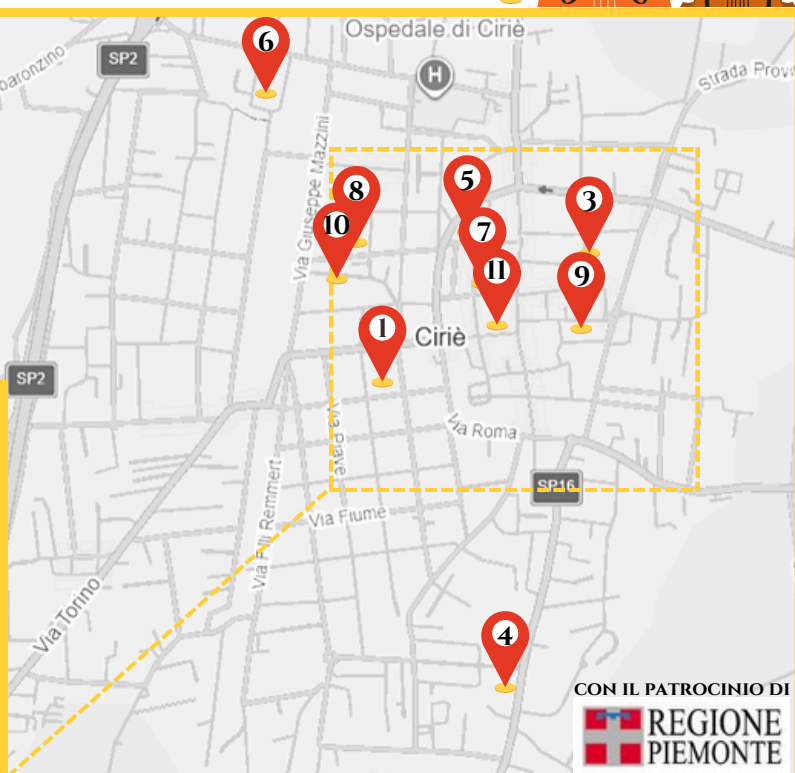 Ospedale di Ciriè
6
SP2
H
Strada Prov
Via Giuseppe Mazzini
8
5
3
10
7
11
9
1
Ciriè
SP2
Via Piave
Via Roma
SP16
Via Fiume
Via F.lli Remmert
Via Torino
4
CON IL PATROCINIO DI
REGIONE
PIEMONTE